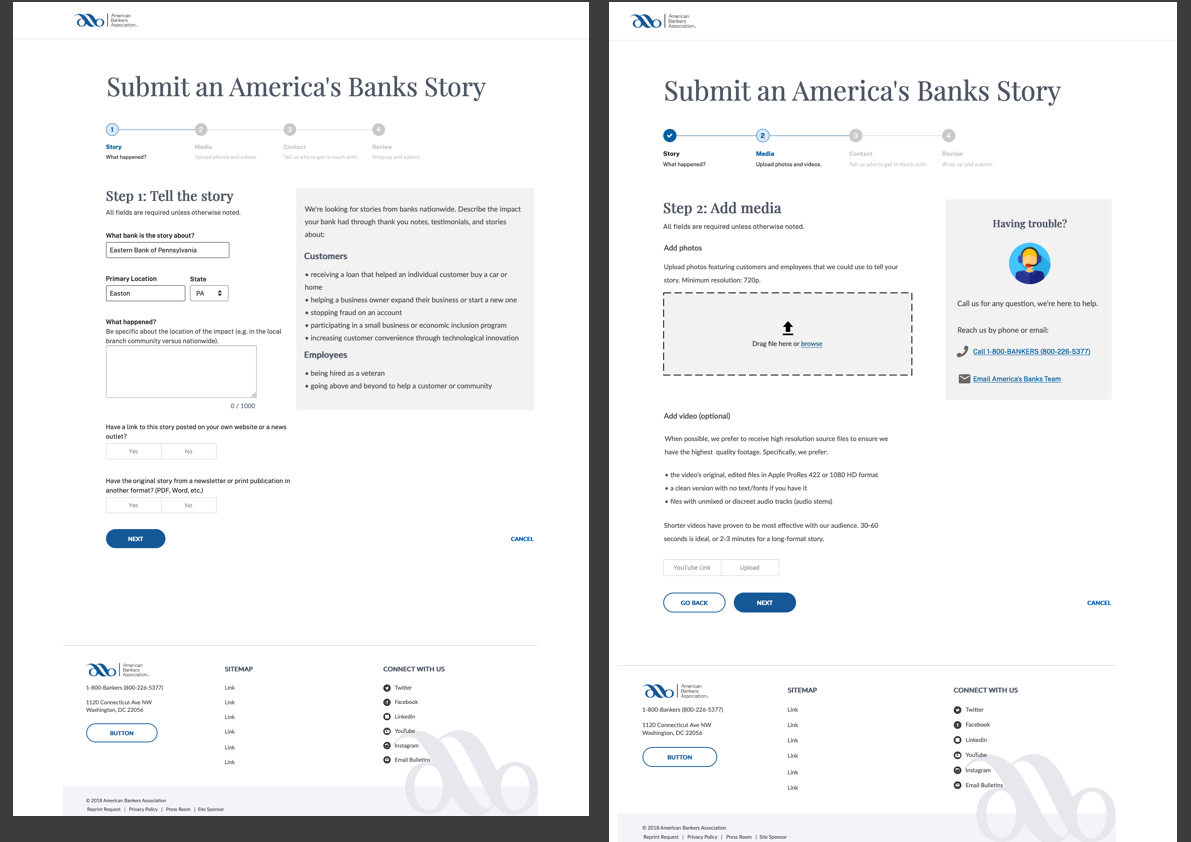 American
Bankers
Association®
Submit an America's Banks Story
1
2
3
4
Story
Media
Contact
Review
What happened?
Upload photos and videos.
Tell us who to get in touch with.
Wrap up and submit.
Step 1: Tell the story
All fields are required unless otherwise noted.
What bank is the story about?
Eastern Bank of Pennsylvania
Primary Location
State
Easton
PA
What happened?
Be specific about the location of the impact (e.g. in the local
branch community versus nationwide).
0 / 1000
Have a link to this story posted on your own website or a news
outlet?
Yes
No
Have the original story from a newsletter or print publication in
another format? (PDF, Word, etc.)
Yes
No
NEXT
CANCEL
We're looking for stories from banks nationwide. Describe the impact
your bank had through thank you notes, testimonials, and stories
about:
Customers
• receiving a loan that helped an individual customer buy a car or
home
• helping a business owner expand their business or start a new one
• stopping fraud on an account
• participating in a small business or economic inclusion program
• increasing customer convenience through technological innovation
Employees
• being hired as a veteran
• going above and beyond to help a customer or community
American
Bankers
Association®
1-800-Bankers (800-226-5377)
1120 Connecticut Ave NW
Washington, DC 22056
BUTTON
SITEMAP
Link
Link
Link
Link
Link
Link
CONNECT WITH US
Twitter
Facebook
Linkedin
YouTube
Instagram
Email Bulletins
© 2018 American Bankers Association
Reprint Request | Privacy Policy | Press Room | Site Sponsor
American
Bankers
Association®
Submit an America's Banks Story
2
3
4
Story
Media
Contact
Review
What happened?
Upload photos and videos.
Tell us who to get in touch with.
Wrap up and submit.
Step 2: Add media
All fields are required unless otherwise noted.
Add photos
Upload photos featuring customers and employees that we could use to tell your
story. Minimum resolution: 720p.
Drag file here or browse
Add video (optional)
When possible, we prefer to receive high resolution source files to ensure we
have the highest quality footage. Specifically, we prefer:
• the video's original, edited files in Apple ProRes 422 or 1080 HD format
• a clean version with no text/fonts if you have it
• files with unmixed or discreet audio tracks (audio stems)
Shorter videos have proven to be most effective with our audience. 30-60
seconds is ideal, or 2-3 minutes for a long-format story.
YouTube Link
Upload
GO BACK
NEXT
CANCEL
Having trouble?
Call us for any question, we're here to help.
Reach us by phone or email:
Call 1-800-BANKERS (800-226-5377)
Email America's Banks Team
American
Bankers
Association®
1-800-Bankers (800-226-5377)
1120 Connecticut Ave NW
Washington, DC 22056
BUTTON
SITEMAP
Link
Link
Link
Link
Link
Link
CONNECT WITH US
Twitter
Facebook
Linkedin
YouTube
Instagram
Email Bulletins
© 2018 American Bankers Association
Reprint Request | Privacy Policy | Press Room | Site Sponsor